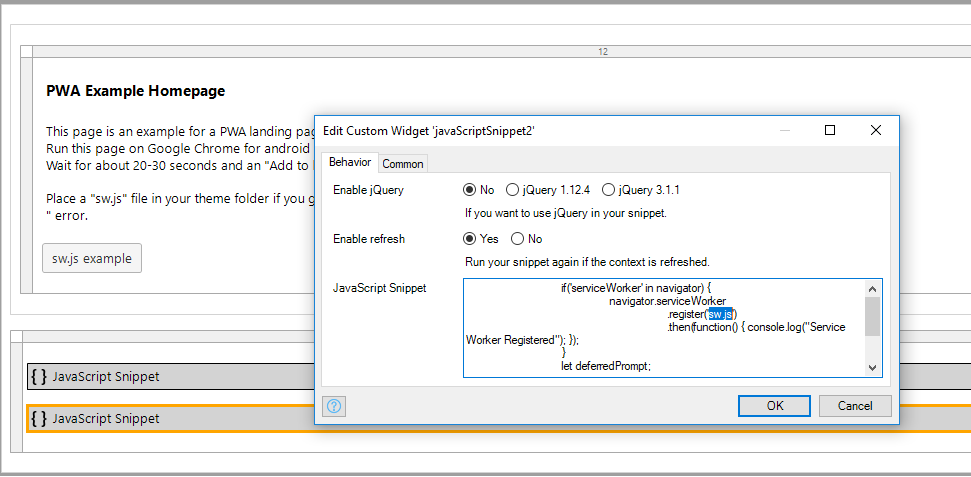 12
PWA Example Homepage
This page is an example for a PWA landing pag
Run this page on Google Chrome for android
Wait for about 20-30 seconds and an "Add to
Place a "sw.js" file in your theme folder if you g
" error.
sw.js example
{ } JavaScript Snippet
{ } JavaScript Snippet
Edit Custom Widget 'javaScriptSnippet2'
Behavior Common
Enable jQuery No jQuery 1.12.4 jQuery 3.1.1
If you want to use jQuery in your snippet.
Enable refresh Yes No
Run your snippet again if the context is refreshed.
JavaScript Snippet
if('serviceWorker' in navigator) {
navigator.serviceWorker
.register('sw.js')
.then(function() { console.log("Service
Worker Registered"); });
}
let deferredPrompt;
?
OK Cancel